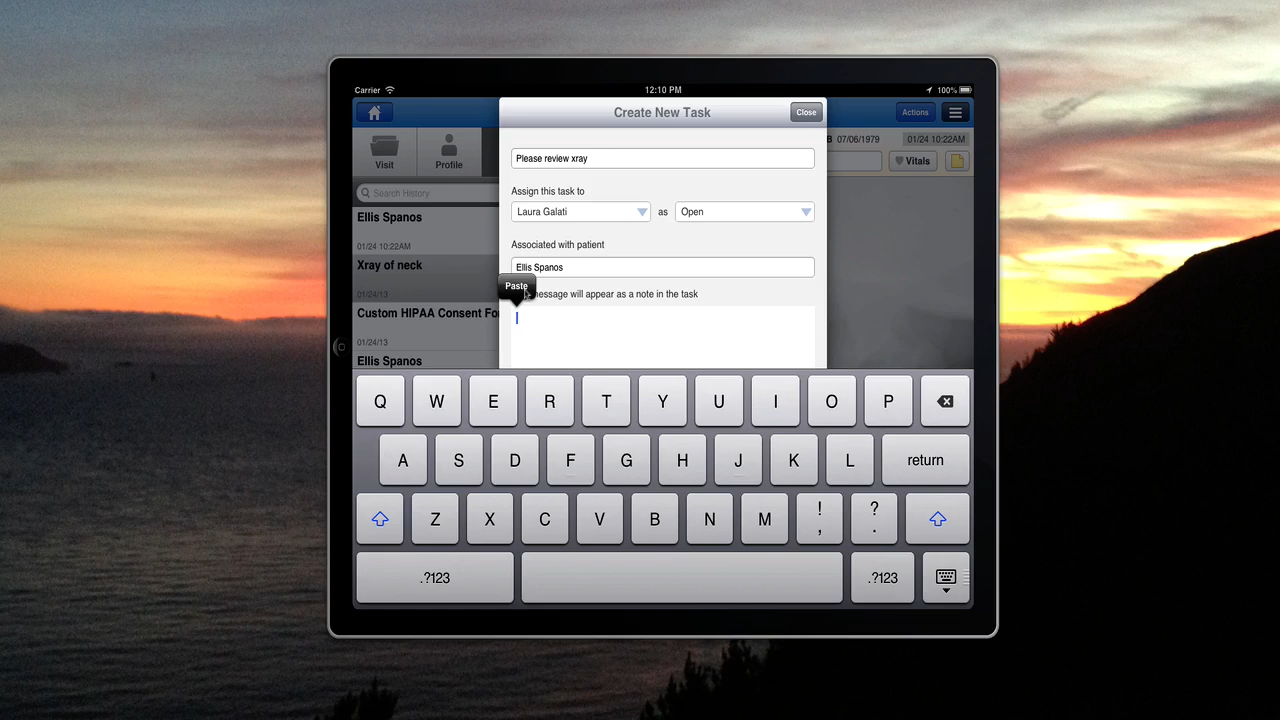 Carrier 12:10 PM 100%
Create New Task Close
Actions
Visit Profile
B 07/06/1979 01/24 10:22AM
Vitals
Please review xray
Search History
Assign this task to
Laura Galati as Open
Ellis Spanos
01/24 10:22AM
Associated with patient
Ellis Spanos
Xray of neck
01/24/13
Paste
message will appear as a note in the task
Custom HIPAA Consent Fo
01/24/13
Ellis Spanos
Q W E R T Y U I O P
A S D F G H J K L return
Z X C V B N M ! , ? .
.?123 .?123